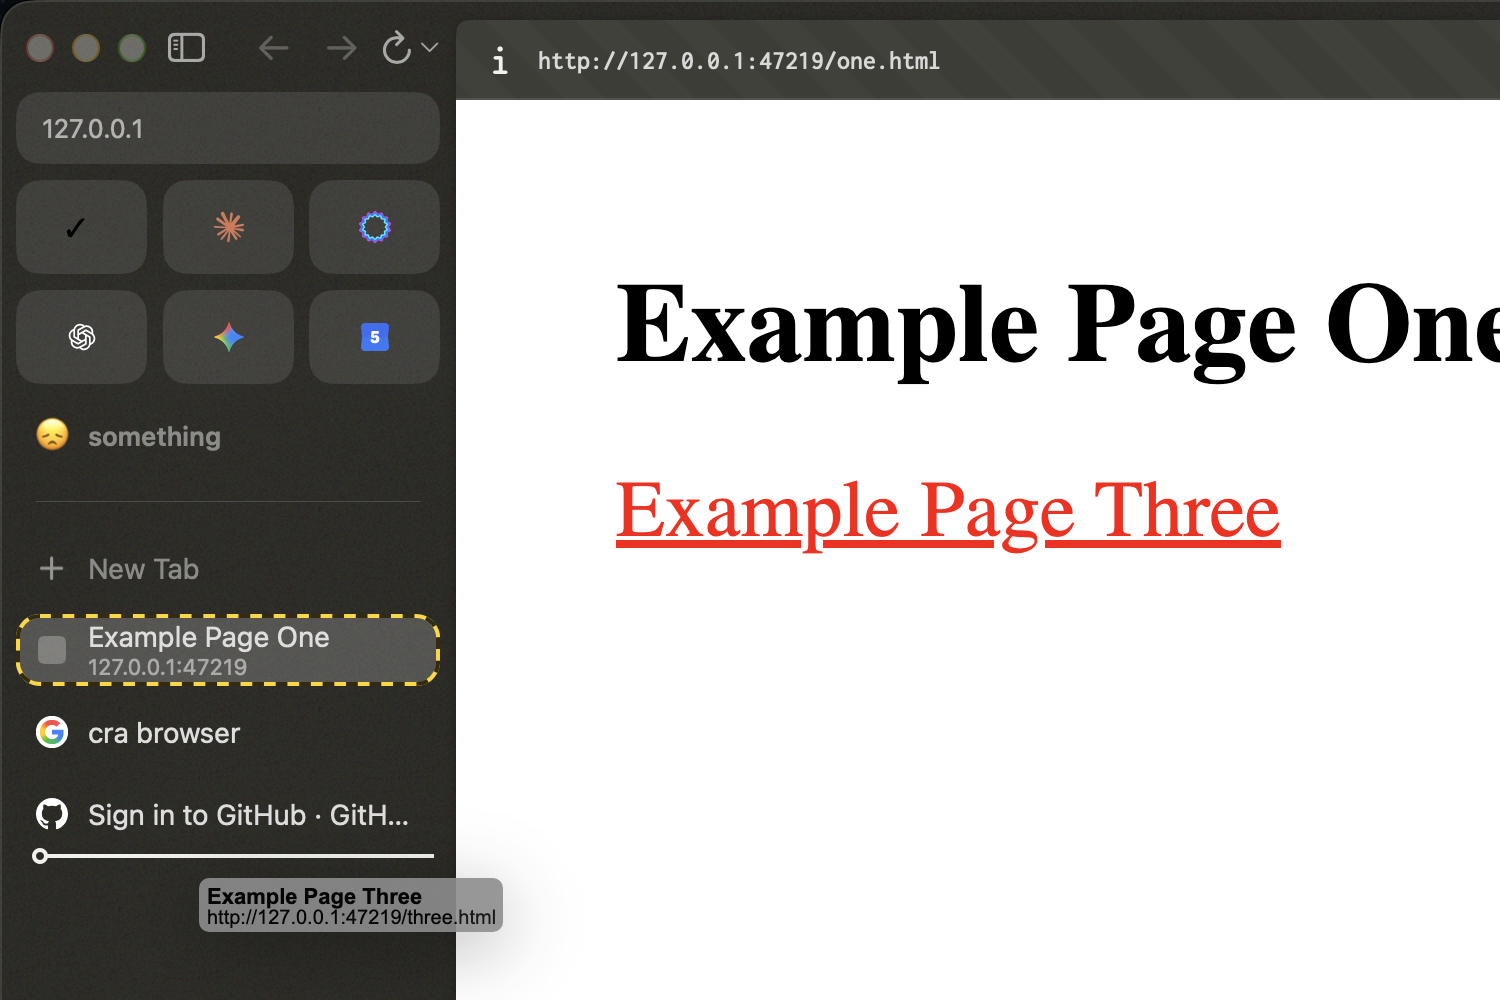 http://127.0.0.1:47219/one.html
127.0.0.1
✓
5
something
New Tab
Example Page One
127.0.0.1:47219
cra browser
Sign in to GitHub · GitH...
Example Page Three
http://127.0.0.1:47219/three.html
Example Page One
Example Page Three